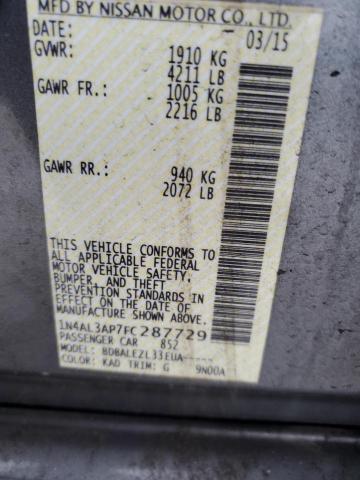 MFD BY NISSAN MOTOR CO., LTD.
DATE: 03/15
GVWR: 1910 KG
4211 LB
GAWR FR.: 1005 KG
2216 LB
GAWR RR.: 940 KG
2072 LB
THIS VEHICLE CONFORMS TO
ALL APPLICABLE FEDERAL
MOTOR VEHICLE SAFETY
BUMPER, AND THEFT
PREVENTION STANDARDS
IN EFFECT ON THE DATE OF
MANUFACTURE SHOWN ABOVE.
1N4AL3AP7FC287729
PASSENGER CAR 852
MODEL: BDBALEZL33EUA-----
COLOR: KAD TRIM: G 9N00A